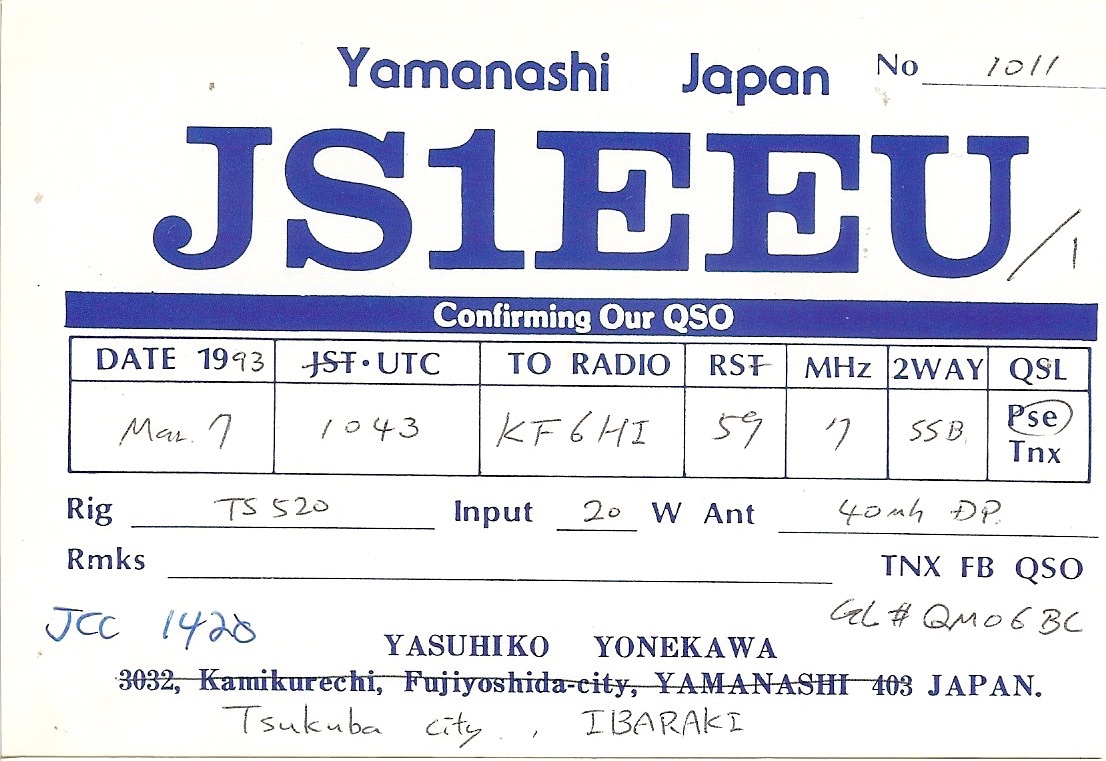 Yamanashi Japan No 1011
JS1EEU/1
Confirming Our QSO
DATE 1993 JST・UTC TO RADIO RST MHz 2WAY QSL
Mar. 7 1043 KF6HI 59 7 SSB Pse
Tnx
Rig TS520 Input 20 W Ant 40mh DP.
Rmks TNX FB QSO
JCC 1420 GL # QM06BC
YASUHIKO YONEKAWA
3032, Kamikurechi, Fujiyoshida-city, YAMANASHI 403 JAPAN.
Tsukuba city, IBARAKI